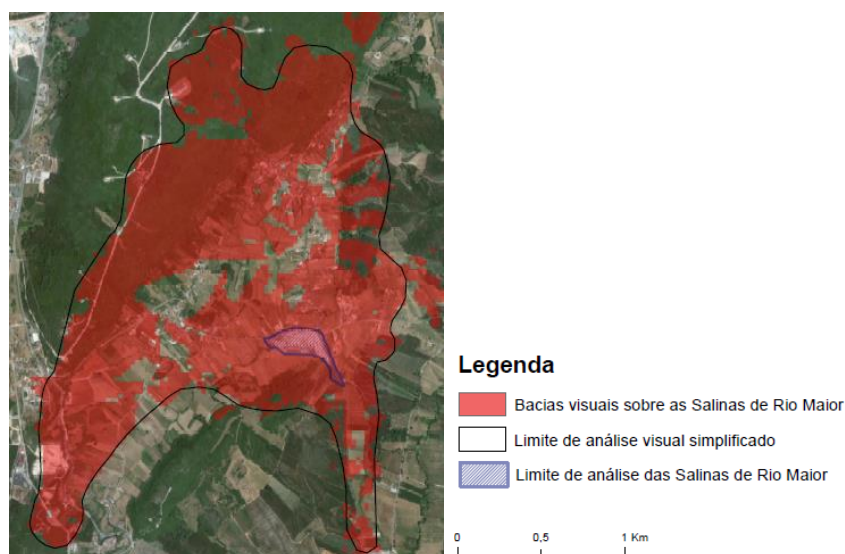 Legenda
Bacias visuais sobre as Salinas de Rio Maior
Limite de análise visual simplificado
Limite de análise das Salinas de Rio Maior
0 0,5 1 Km